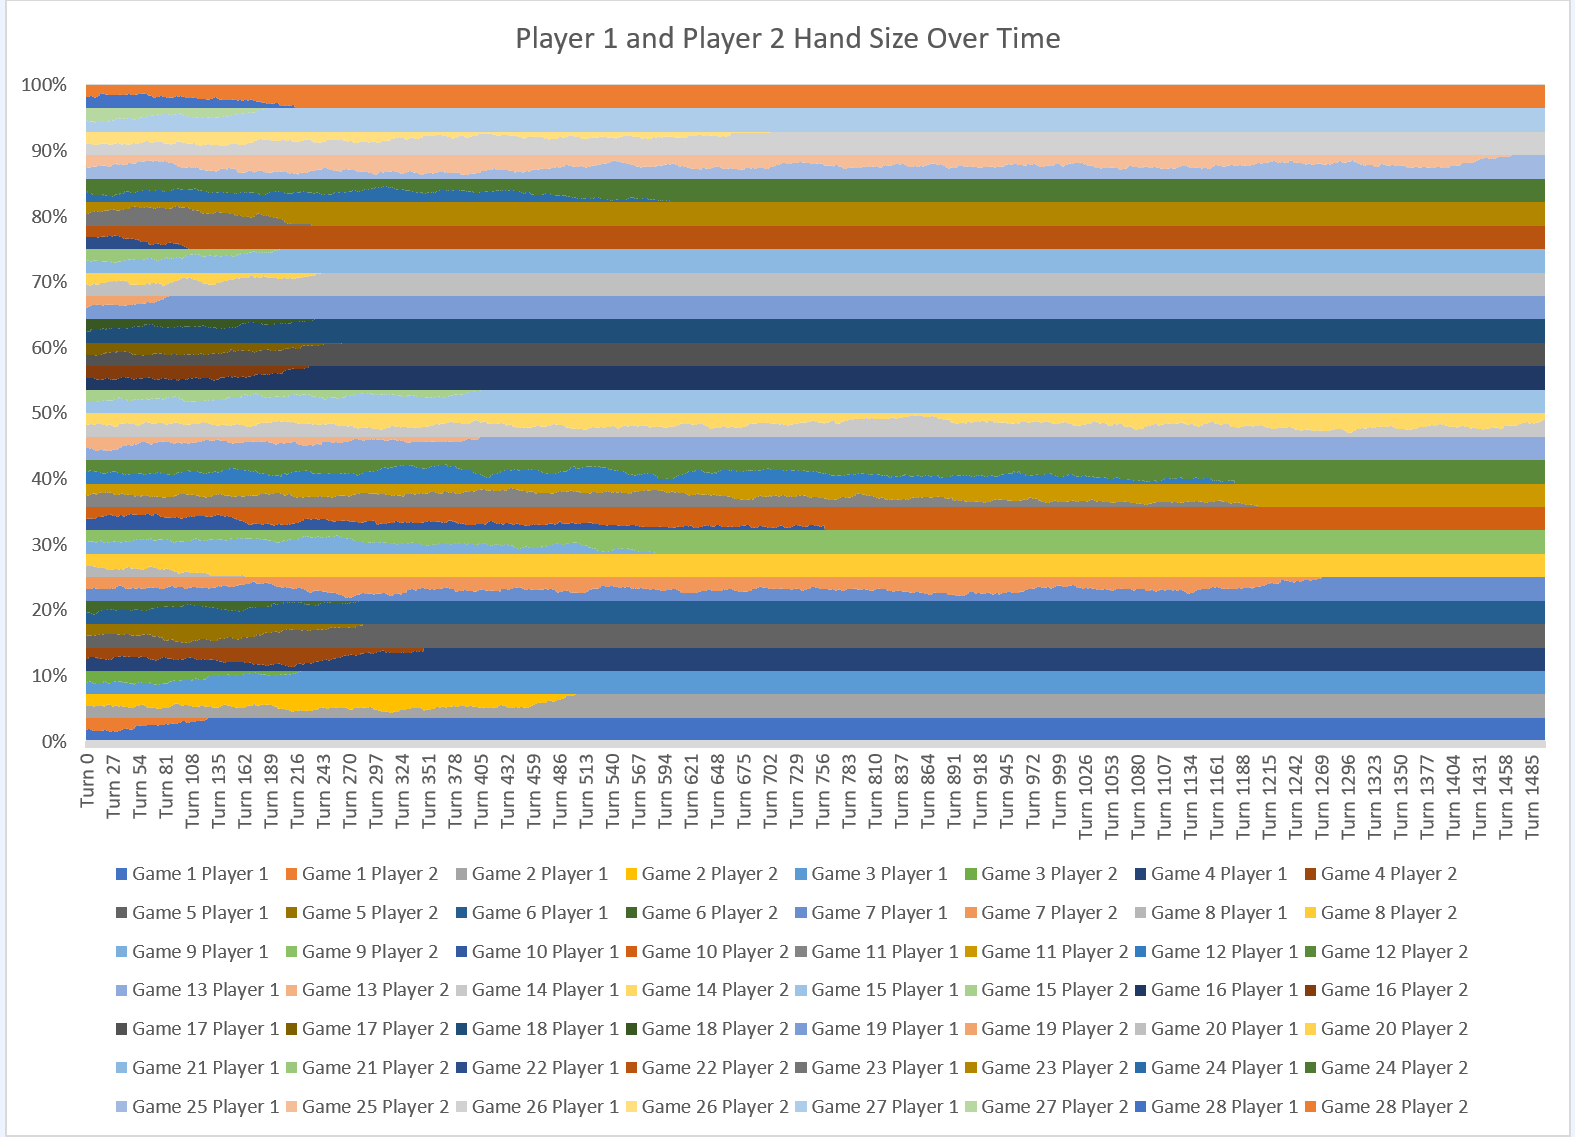 Player 1 and Player 2 Hand Size Over Time
100%
90%
80%
70%
60%
50%
40%
30%
20%
10%
0%
Turn 0 Turn 27 Turn 54 Turn 81 Turn 108 Turn 135 Turn 162 Turn 189 Turn 216 Turn 243 Turn 270 Turn 297 Turn 324 Turn 351 Turn 378 Turn 405 Turn 432 Turn 459 Turn 486 Turn 513 Turn 540 Turn 567 Turn 594 Turn 621 Turn 648 Turn 675 Turn 702 Turn 729 Turn 756 Turn 783 Turn 810 Turn 837 Turn 864 Turn 891 Turn 918 Turn 945 Turn 972 Turn 999 Turn 1026 Turn 1053 Turn 1080 Turn 1107 Turn 1134 Turn 1161 Turn 1188 Turn 1215 Turn 1242 Turn 1269 Turn 1296 Turn 1323 Turn 1350 Turn 1377 Turn 1404 Turn 1431 Turn 1458 Turn 1485
Game 1 Player 1 Game 1 Player 2 Game 2 Player 1 Game 2 Player 2 Game 3 Player 1 Game 3 Player 2 Game 4 Player 1 Game 4 Player 2
Game 5 Player 1 Game 5 Player 2 Game 6 Player 1 Game 6 Player 2 Game 7 Player 1 Game 7 Player 2 Game 8 Player 1 Game 8 Player 2
Game 9 Player 1 Game 9 Player 2 Game 10 Player 1 Game 10 Player 2 Game 11 Player 1 Game 11 Player 2 Game 12 Player 1 Game 12 Player 2
Game 13 Player 1 Game 13 Player 2 Game 14 Player 1 Game 14 Player 2 Game 15 Player 1 Game 15 Player 2 Game 16 Player 1 Game 16 Player 2
Game 17 Player 1 Game 17 Player 2 Game 18 Player 1 Game 18 Player 2 Game 19 Player 1 Game 19 Player 2 Game 20 Player 1 Game 20 Player 2
Game 21 Player 1 Game 21 Player 2 Game 22 Player 1 Game 22 Player 2 Game 23 Player 1 Game 23 Player 2 Game 24 Player 1 Game 24 Player 2
Game 25 Player 1 Game 25 Player 2 Game 26 Player 1 Game 26 Player 2 Game 27 Player 1 Game 27 Player 2 Game 28 Player 1 Game 28 Player 2